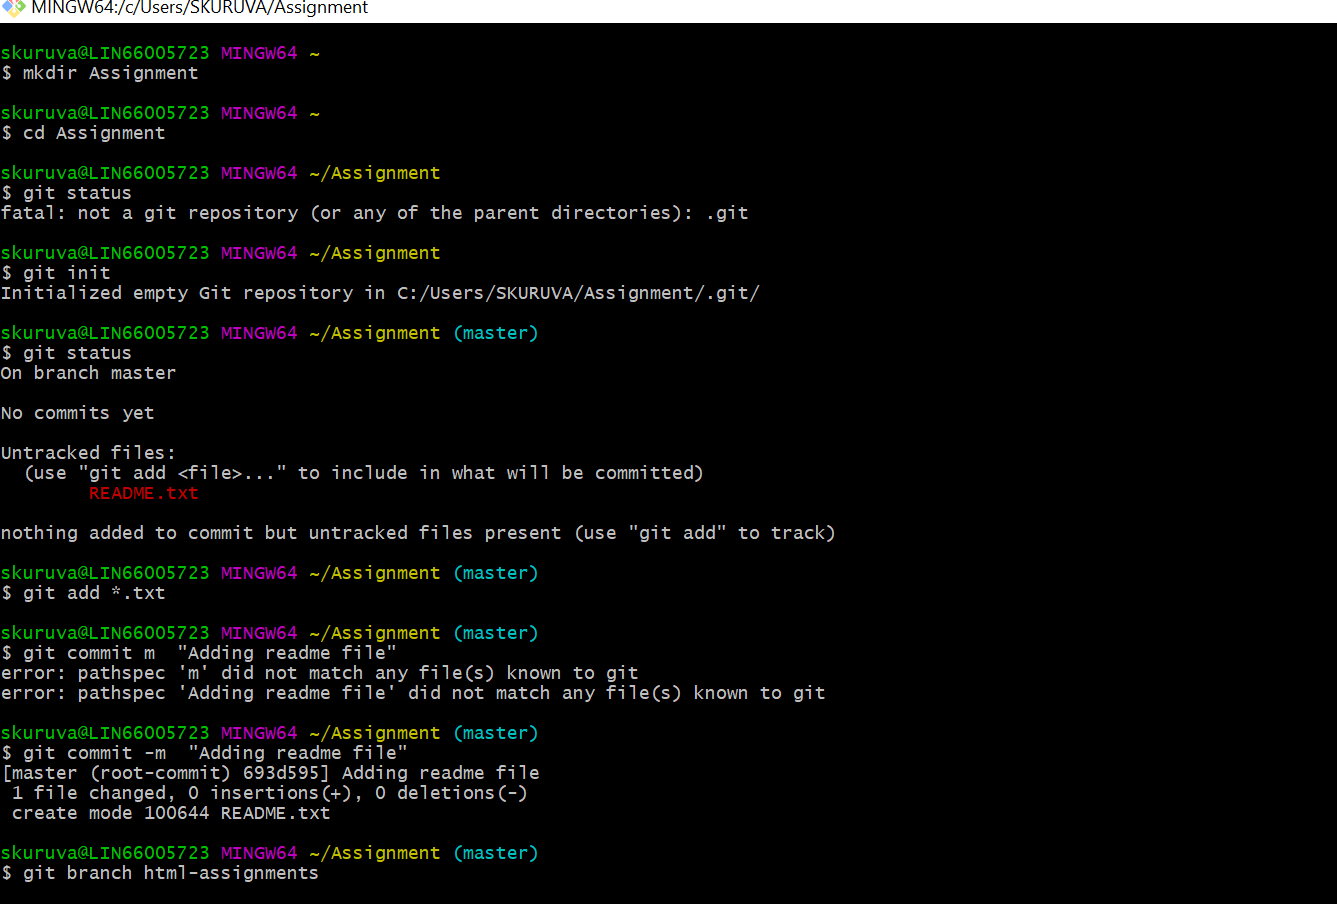 MINGW64:/c/Users/SKURUVA/Assignment
skuruva@LIN66005723 MINGW64 ~
$ mkdir Assignment
skuruva@LIN66005723 MINGW64 ~
$ cd Assignment
skuruva@LIN66005723 MINGW64 ~/Assignment
$ git status
fatal: not a git repository (or any of the parent directories): .git
skuruva@LIN66005723 MINGW64 ~/Assignment
$ git init
Initialized empty Git repository in C:/Users/SKURUVA/Assignment/.git/
skuruva@LIN66005723 MINGW64 ~/Assignment (master)
$ git status
On branch master
No commits yet
Untracked files:
  (use "git add <file>..." to include in what will be committed)
        README.txt
nothing added to commit but untracked files present (use "git add" to track)
skuruva@LIN66005723 MINGW64 ~/Assignment (master)
$ git add *.txt
skuruva@LIN66005723 MINGW64 ~/Assignment (master)
$ git commit m  "Adding readme file"
error: pathspec 'm' did not match any file(s) known to git
error: pathspec 'Adding readme file' did not match any file(s) known to git
skuruva@LIN66005723 MINGW64 ~/Assignment (master)
$ git commit -m  "Adding readme file"
[master (root-commit) 693d595] Adding readme file
 1 file changed, 0 insertions(+), 0 deletions(-)
 create mode 100644 README.txt
skuruva@LIN66005723 MINGW64 ~/Assignment (master)
$ git branch html-assignments